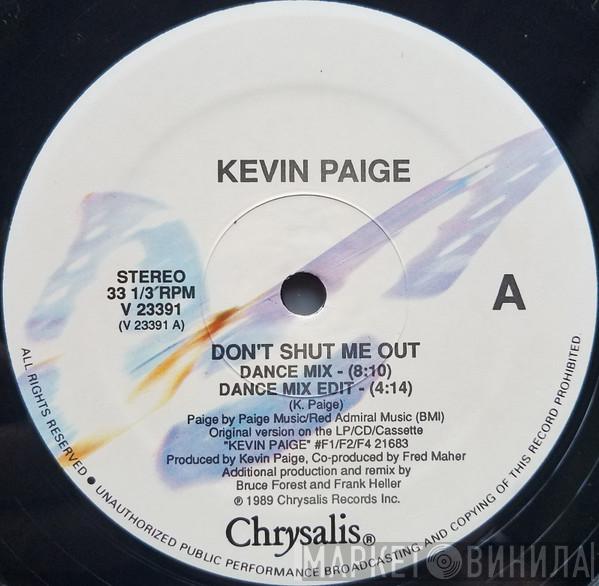 KEVIN PAIGE
STEREO
33 1/3´RPM
V 23391
(V 23391 A)
A
DON'T SHUT ME OUT
DANCE MIX - (8:10)
DANCE MIX EDIT - (4:14)
(K. Paige)
Paige by Paige Music/Red Admiral Music (BMI)
Original version on the LP/CD/Cassette
"KEVIN PAIGE" #F1/F2/F4 21683
Produced by Kevin Paige, Co-produced by Fred Maher
Additional production and remix by
Bruce Forest and Frank Heller
℗ 1989 Chrysalis Records Inc.
Chrysalis®
ALL RIGHTS RESERVED ● UNAUTHORIZED PUBLIC PERFORMANCE BROADCASTING AND COPYING OF THIS RECORD PROHIBITED.
МАРКЕТ ВИНИЛА